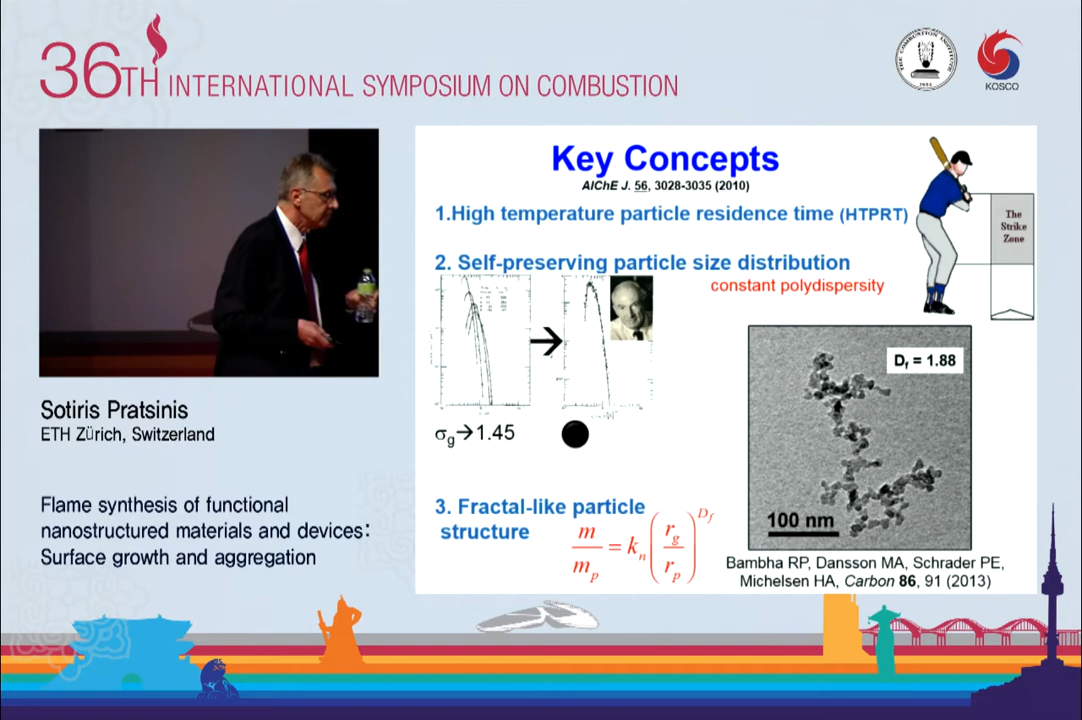 36TH INTERNATIONAL SYMPOSIUM ON COMBUSTION
THE COMBUSTION INSTITUTE
KOSCO
Sotiris Pratsinis
ETH Zürich, Switzerland
Flame synthesis of functional
nanostructured materials and devices:
Surface growth and aggregation
Key Concepts
AIChE J. 56, 3028-3035 (2010)
1.High temperature particle residence time (HTPRT)
The
Strike
Zone
2. Self-preserving particle size distribution
constant polydispersity
σg→1.45
Df = 1.88
100 nm
3. Fractal-like particle
structure
m/mp = kn(rg/rp)^Df
Bambha RP, Dansson MA, Schrader PE,
Michelsen HA, Carbon 86, 91 (2013)